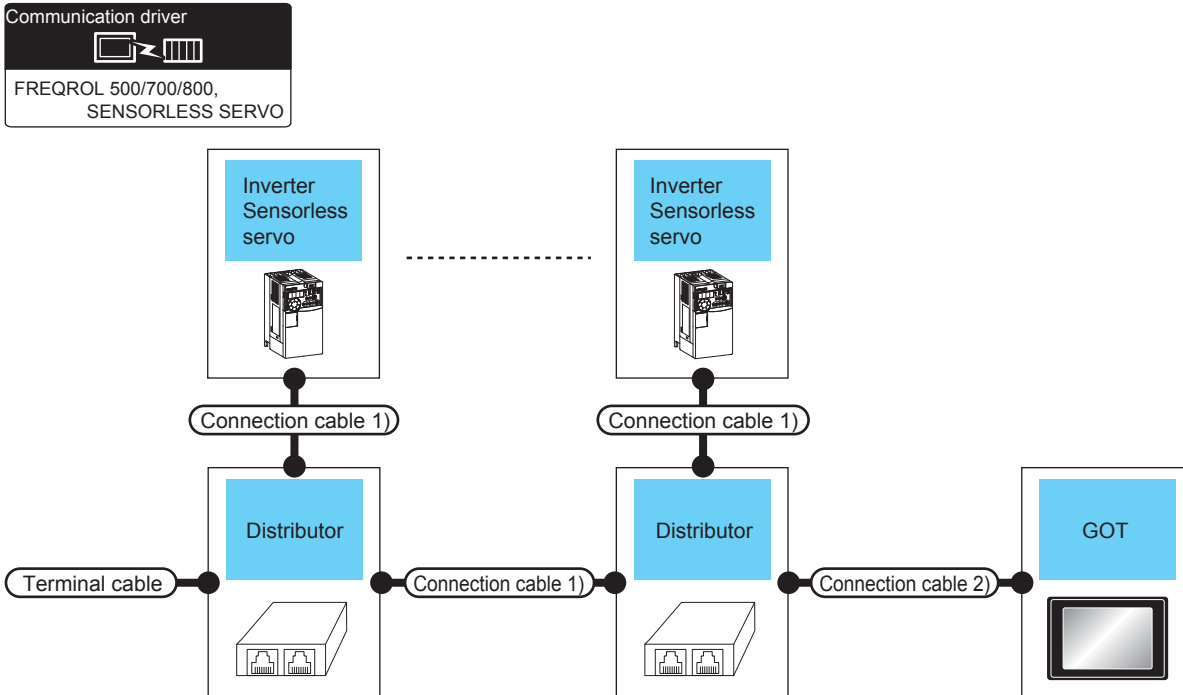 Communication driver
FREQROL 500/700/800,
SENSORLESS SERVO
Inverter
Sensorless
servo
Inverter
Sensorless
servo
Connection cable 1)
Connection cable 1)
Distributor
Distributor
GOT
Terminal cable
Connection cable 1)
Connection cable 2)